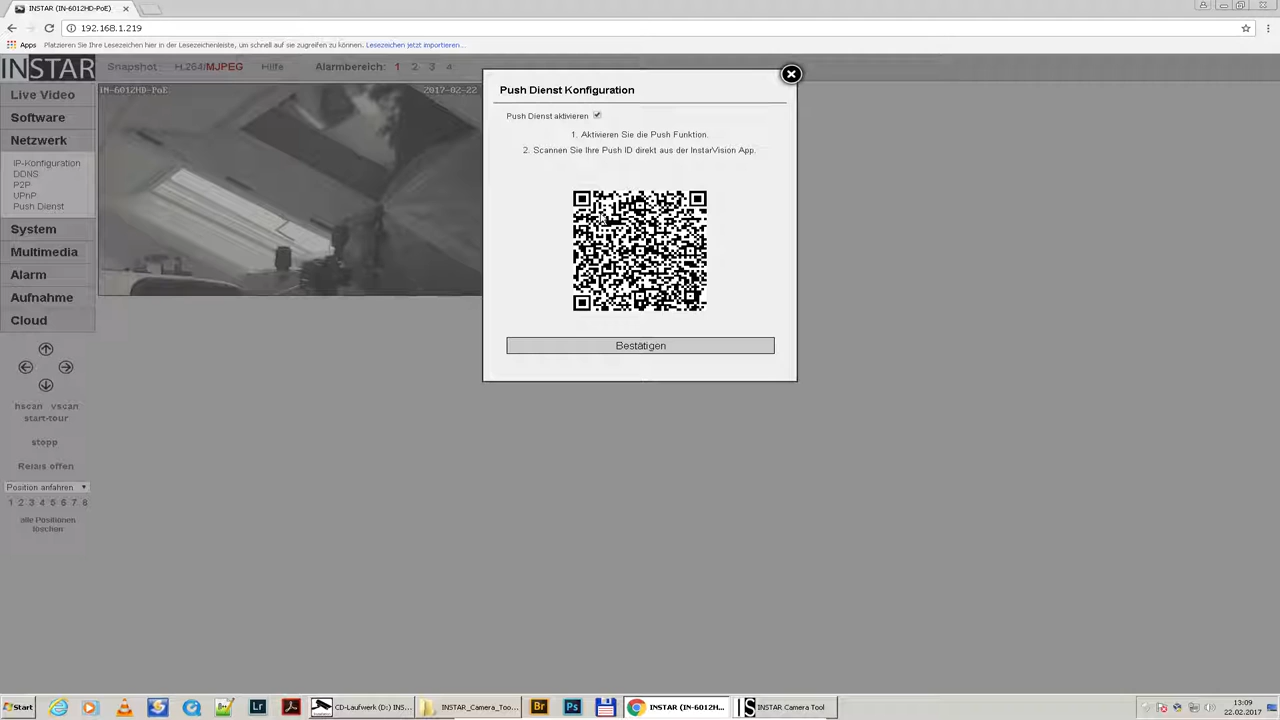 INSTAR (IN-6012HD-PoE)
192.168.1.219
Apps Platzieren Sie Ihre Lesezeichen hier in der Lesezeichenleiste, um schnell auf sie zugreifen zu können. Lesezeichen jetzt importieren...
INSTAR Snapshot H.264/MJPEG Hilfe Alarmbereich: 1 2 3 4
Live Video
Software
Netzwerk
IP-Konfiguration
DDNS
P2P
UPnP
Push Dienst
System
Multimedia
Alarm
Aufnahme
Cloud
hscan vscan
start-tour
stopp
Relais offen
Position anfahren
1 2 3 4 5 6 7 8
alle Positionen
löschen
IN-6012HD-PoE 2017-02-22
Push Dienst Konfiguration
Push Dienst aktivieren
1. Aktivieren Sie die Push Funktion.
2. Scannen Sie Ihre Push ID direkt aus der InstarVision App.
Bestätigen
Start Lr CD-Laufwerk (D:) INS... INSTAR_Camera_Too... Br Ps INSTAR (IN-6012H... INSTAR Camera Tool
13:09
22.02.2017